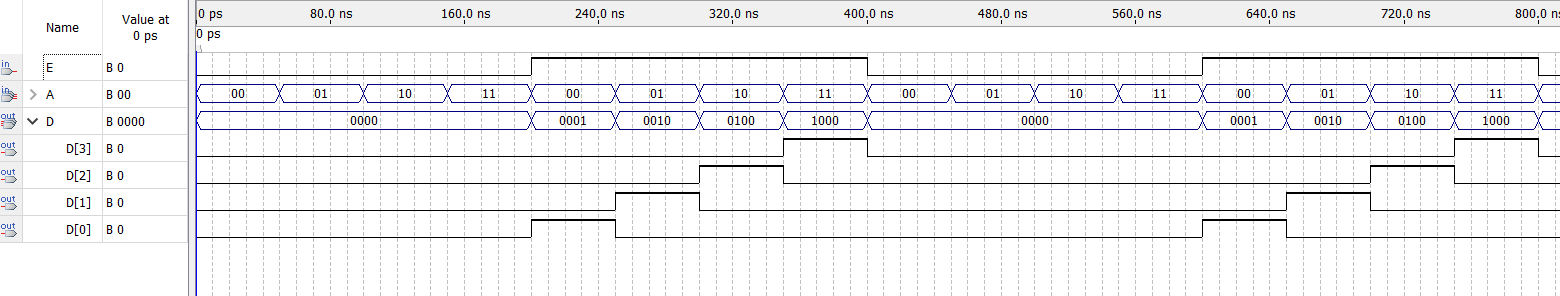 Name Value at 0 ps 0 ps 80.0 ns 160.0 ns 240.0 ns 320.0 ns 400.0 ns 480.0 ns 560.0 ns 640.0 ns 720.0 ns 800.0 ns
0 ps
in E B 0
in A B 00 00 01 10 11 00 01 10 11 00 01 10 11 00 01 10 11
out D B 0000 0000 0001 0010 0100 1000 0000 0001 0010 0100 1000
out D[3] B 0
out D[2] B 0
out D[1] B 0
out D[0] B 0